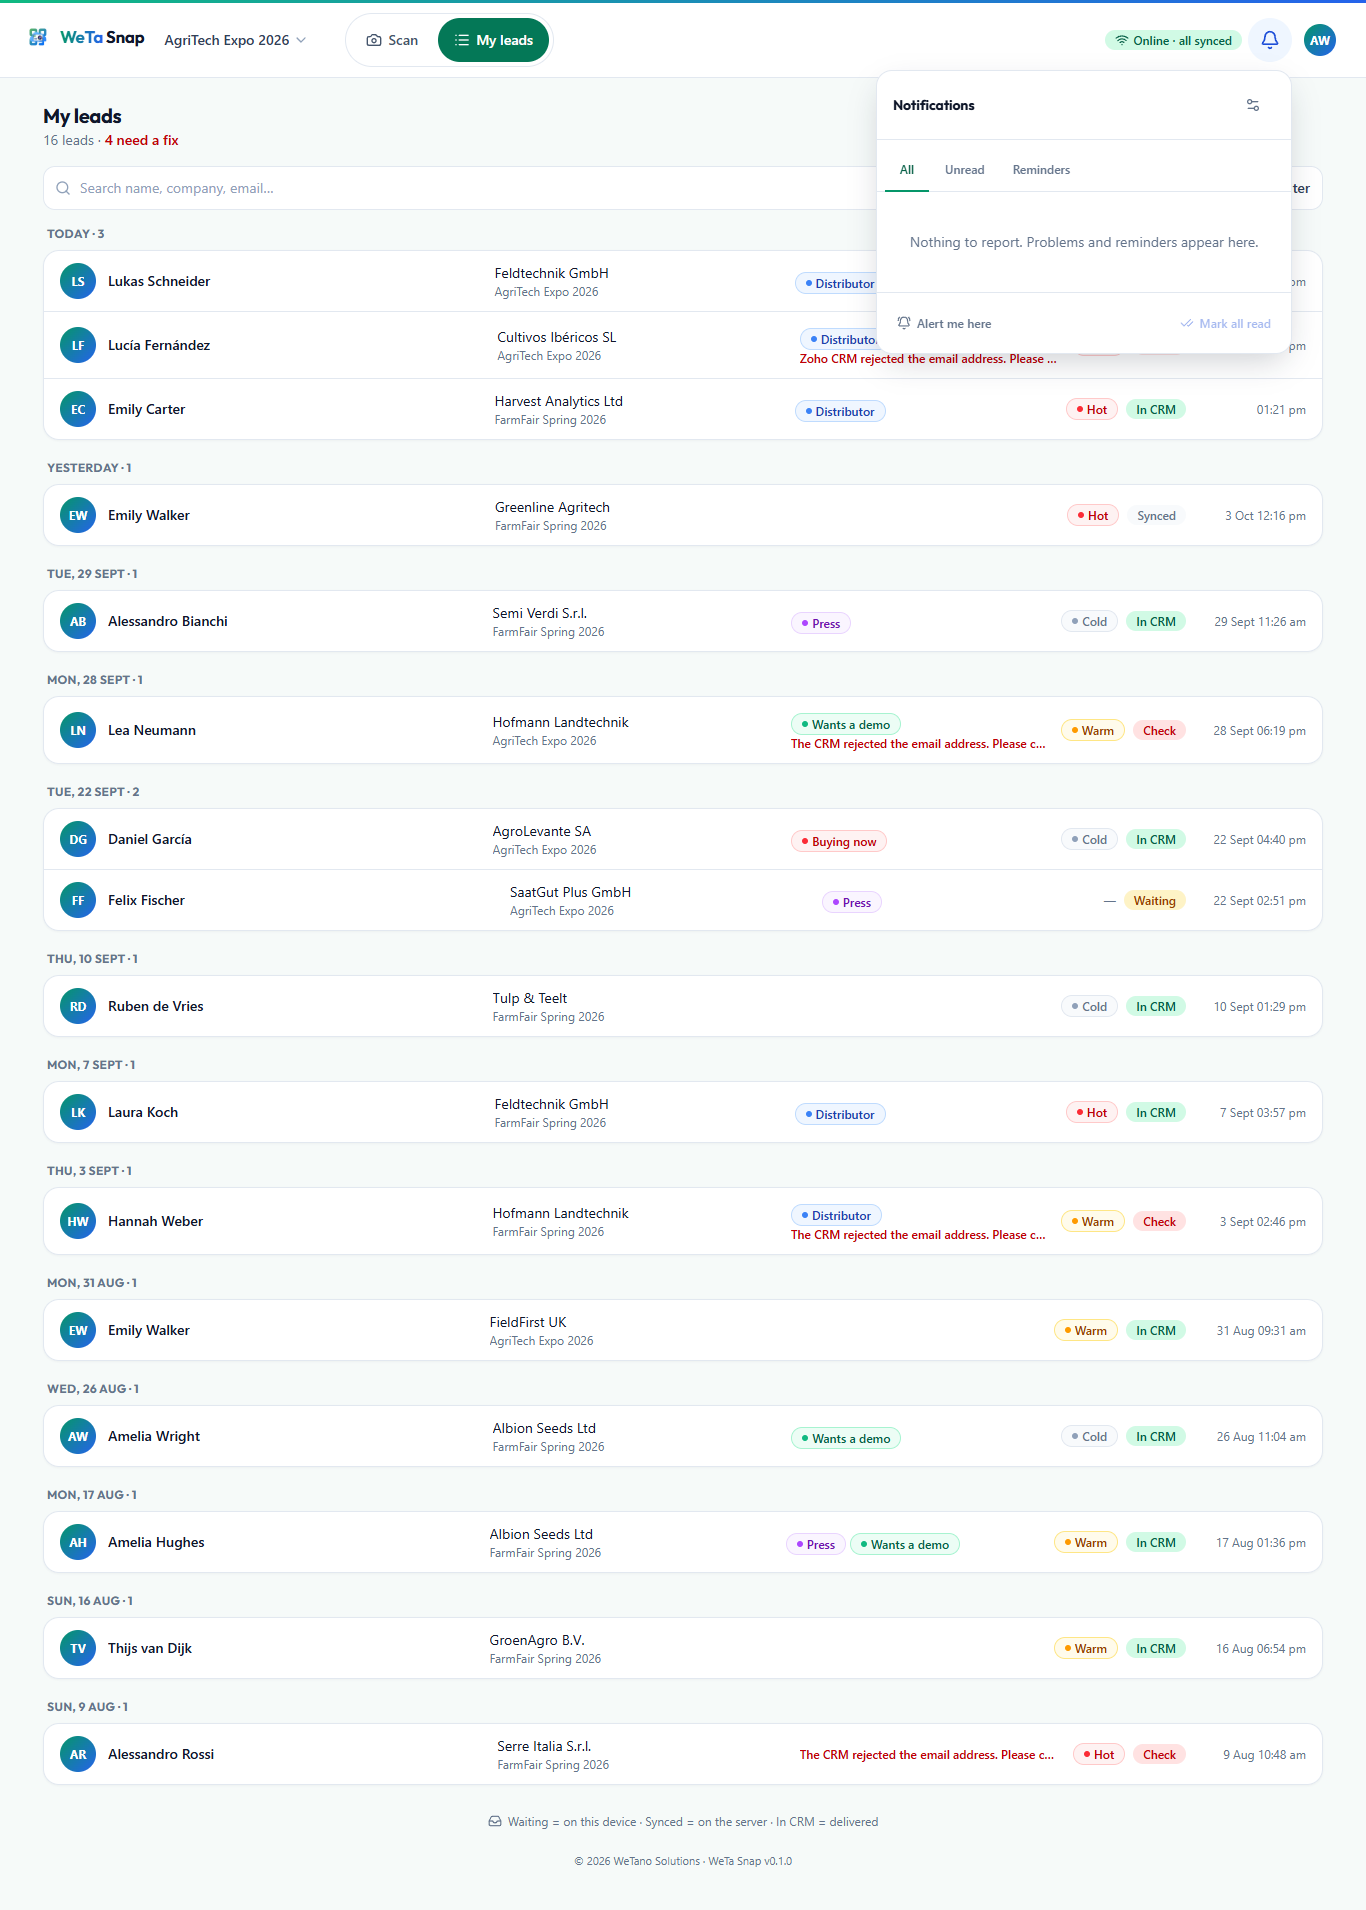 WeTa Snap
AgriTech Expo 2026
Scan
My leads
Online · all synced
AW
My leads
16 leads · 4 need a fix
Search name, company, email...
ter
Notifications
All
Unread
Reminders
Nothing to report. Problems and reminders appear here.
Alert me here
Mark all read
TODAY · 3
LS
Lukas Schneider
Feldtechnik GmbH
AgriTech Expo 2026
Distributor
pm
LF
Lucía Fernández
Cultivos Ibéricos SL
AgriTech Expo 2026
Distributo
Zoho CRM rejected the email address. Please ...
pm
EC
Emily Carter
Harvest Analytics Ltd
FarmFair Spring 2026
Distributor
Hot
In CRM
01:21 pm
YESTERDAY · 1
EW
Emily Walker
Greenline Agritech
FarmFair Spring 2026
Hot
Synced
3 Oct 12:16 pm
TUE, 29 SEPT · 1
AB
Alessandro Bianchi
Semi Verdi S.r.l.
FarmFair Spring 2026
Press
Cold
In CRM
29 Sept 11:26 am
MON, 28 SEPT · 1
LN
Lea Neumann
Hofmann Landtechnik
AgriTech Expo 2026
Wants a demo
The CRM rejected the email address. Please c...
Warm
Check
28 Sept 06:19 pm
TUE, 22 SEPT · 2
DG
Daniel García
AgroLevante SA
AgriTech Expo 2026
Buying now
Cold
In CRM
22 Sept 04:40 pm
FF
Felix Fischer
SaatGut Plus GmbH
AgriTech Expo 2026
Press
—
Waiting
22 Sept 02:51 pm
THU, 10 SEPT · 1
RD
Ruben de Vries
Tulp & Teelt
FarmFair Spring 2026
Cold
In CRM
10 Sept 01:29 pm
MON, 7 SEPT · 1
LK
Laura Koch
Feldtechnik GmbH
FarmFair Spring 2026
Distributor
Hot
In CRM
7 Sept 03:57 pm
THU, 3 SEPT · 1
HW
Hannah Weber
Hofmann Landtechnik
FarmFair Spring 2026
Distributor
The CRM rejected the email address. Please c...
Warm
Check
3 Sept 02:46 pm
MON, 31 AUG · 1
EW
Emily Walker
FieldFirst UK
AgriTech Expo 2026
Warm
In CRM
31 Aug 09:31 am
WED, 26 AUG · 1
AW
Amelia Wright
Albion Seeds Ltd
FarmFair Spring 2026
Wants a demo
Cold
In CRM
26 Aug 11:04 am
MON, 17 AUG · 1
AH
Amelia Hughes
Albion Seeds Ltd
FarmFair Spring 2026
Press
Wants a demo
Warm
In CRM
17 Aug 01:36 pm
SUN, 16 AUG · 1
TV
Thijs van Dijk
GroenAgro B.V.
FarmFair Spring 2026
Warm
In CRM
16 Aug 06:54 pm
SUN, 9 AUG · 1
AR
Alessandro Rossi
Serre Italia S.r.l.
FarmFair Spring 2026
The CRM rejected the email address. Please c...
Hot
Check
9 Aug 10:48 am
Waiting = on this device · Synced = on the server · In CRM = delivered
© 2026 WeTano Solutions · WeTa Snap v0.1.0